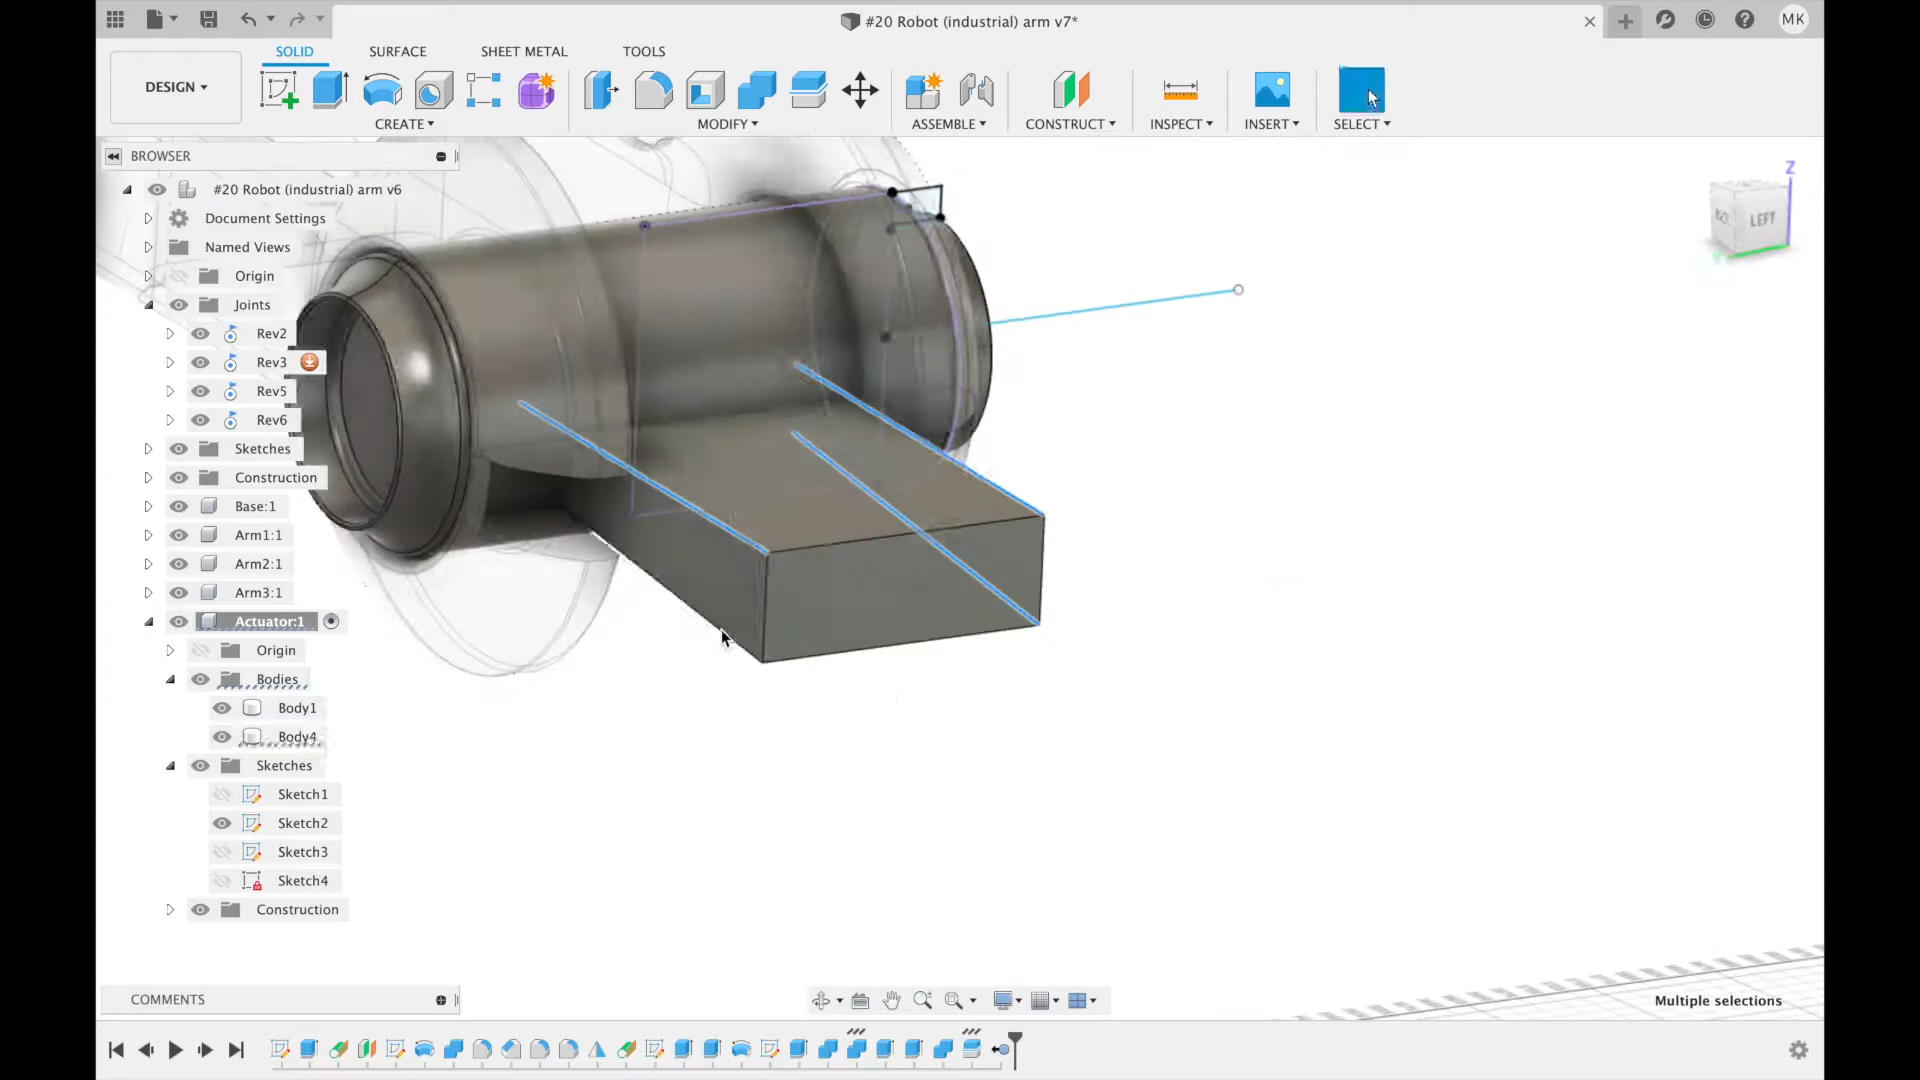 #20 Robot (industrial) arm v7*
MK
DESIGN
SOLID
SURFACE
SHEET METAL
TOOLS
CREATE
MODIFY
ASSEMBLE
CONSTRUCT
INSPECT
INSERT
SELECT
BROWSER
#20 Robot (industrial) arm v6
Document Settings
Named Views
Origin
Joints
Rev2
Rev3
Rev5
Rev6
Sketches
Construction
Base:1
Arm1:1
Arm2:1
Arm3:1
Actuator:1
Origin
Bodies
Body1
Body4
Sketches
Sketch1
Sketch2
Sketch3
Sketch4
Construction
Z
LEFT
COMMENTS
Multiple selections